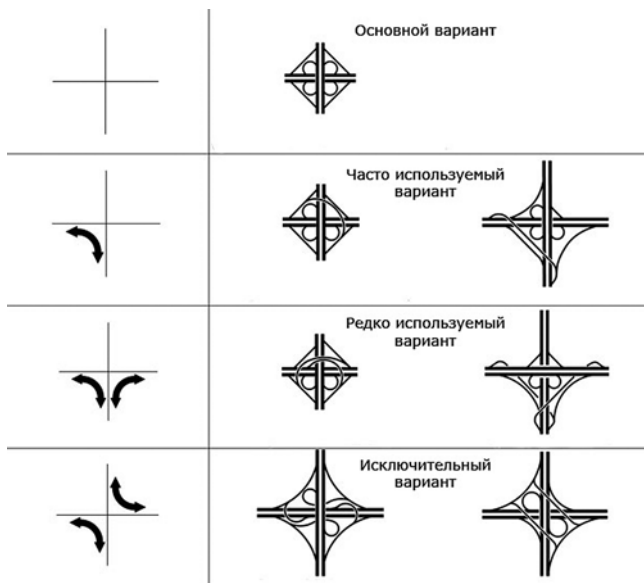 Основной вариант
Часто используемый
вариант
Редко используемый
вариант
Исключительный
вариант